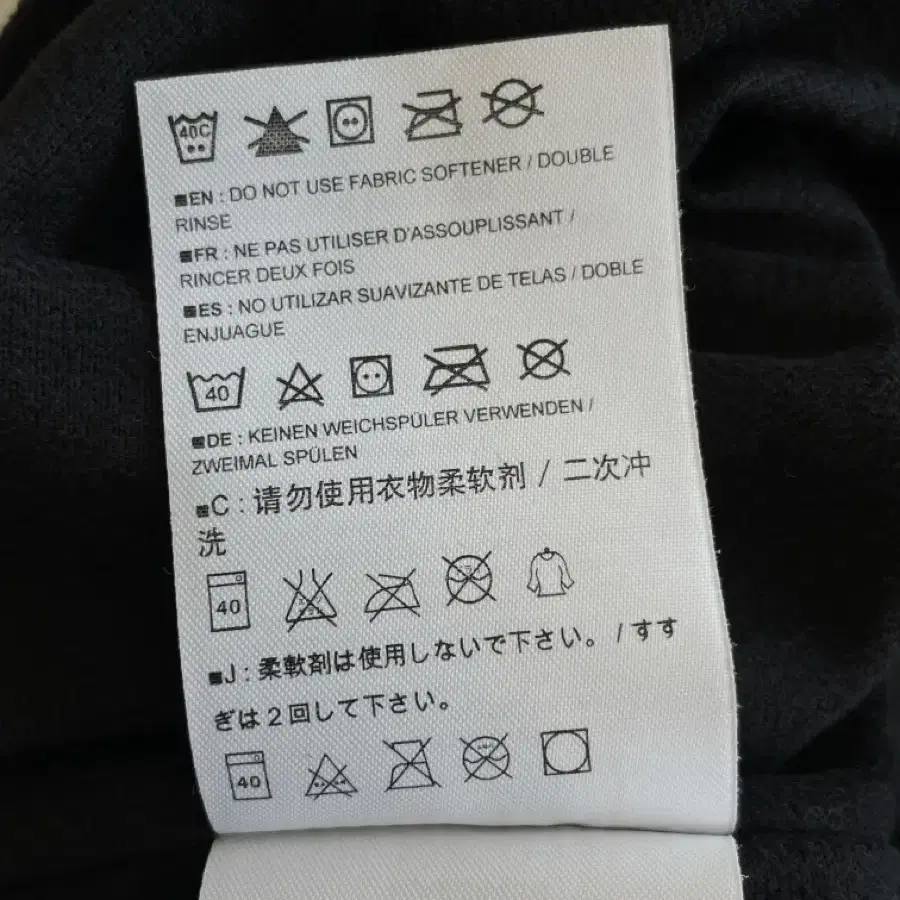 40C
■EN : DO NOT USE FABRIC SOFTENER / DOUBLE
RINSE
■FR : NE PAS UTILISER D'ASSOUPLISSANT /
RINCER DEUX FOIS
■ES : NO UTILIZAR SUAVIZANTE DE TELAS / DOBLE
ENJUAGUE
40
■DE : KEINEN WEICHSPÜLER VERWENDEN /
ZWEIMAL SPÜLEN
■C : 请勿使用衣物柔软剂 / 二次冲
洗
40
■J : 柔軟剤は使用しないで下さい。 / すす
ぎは2回して下さい。
40